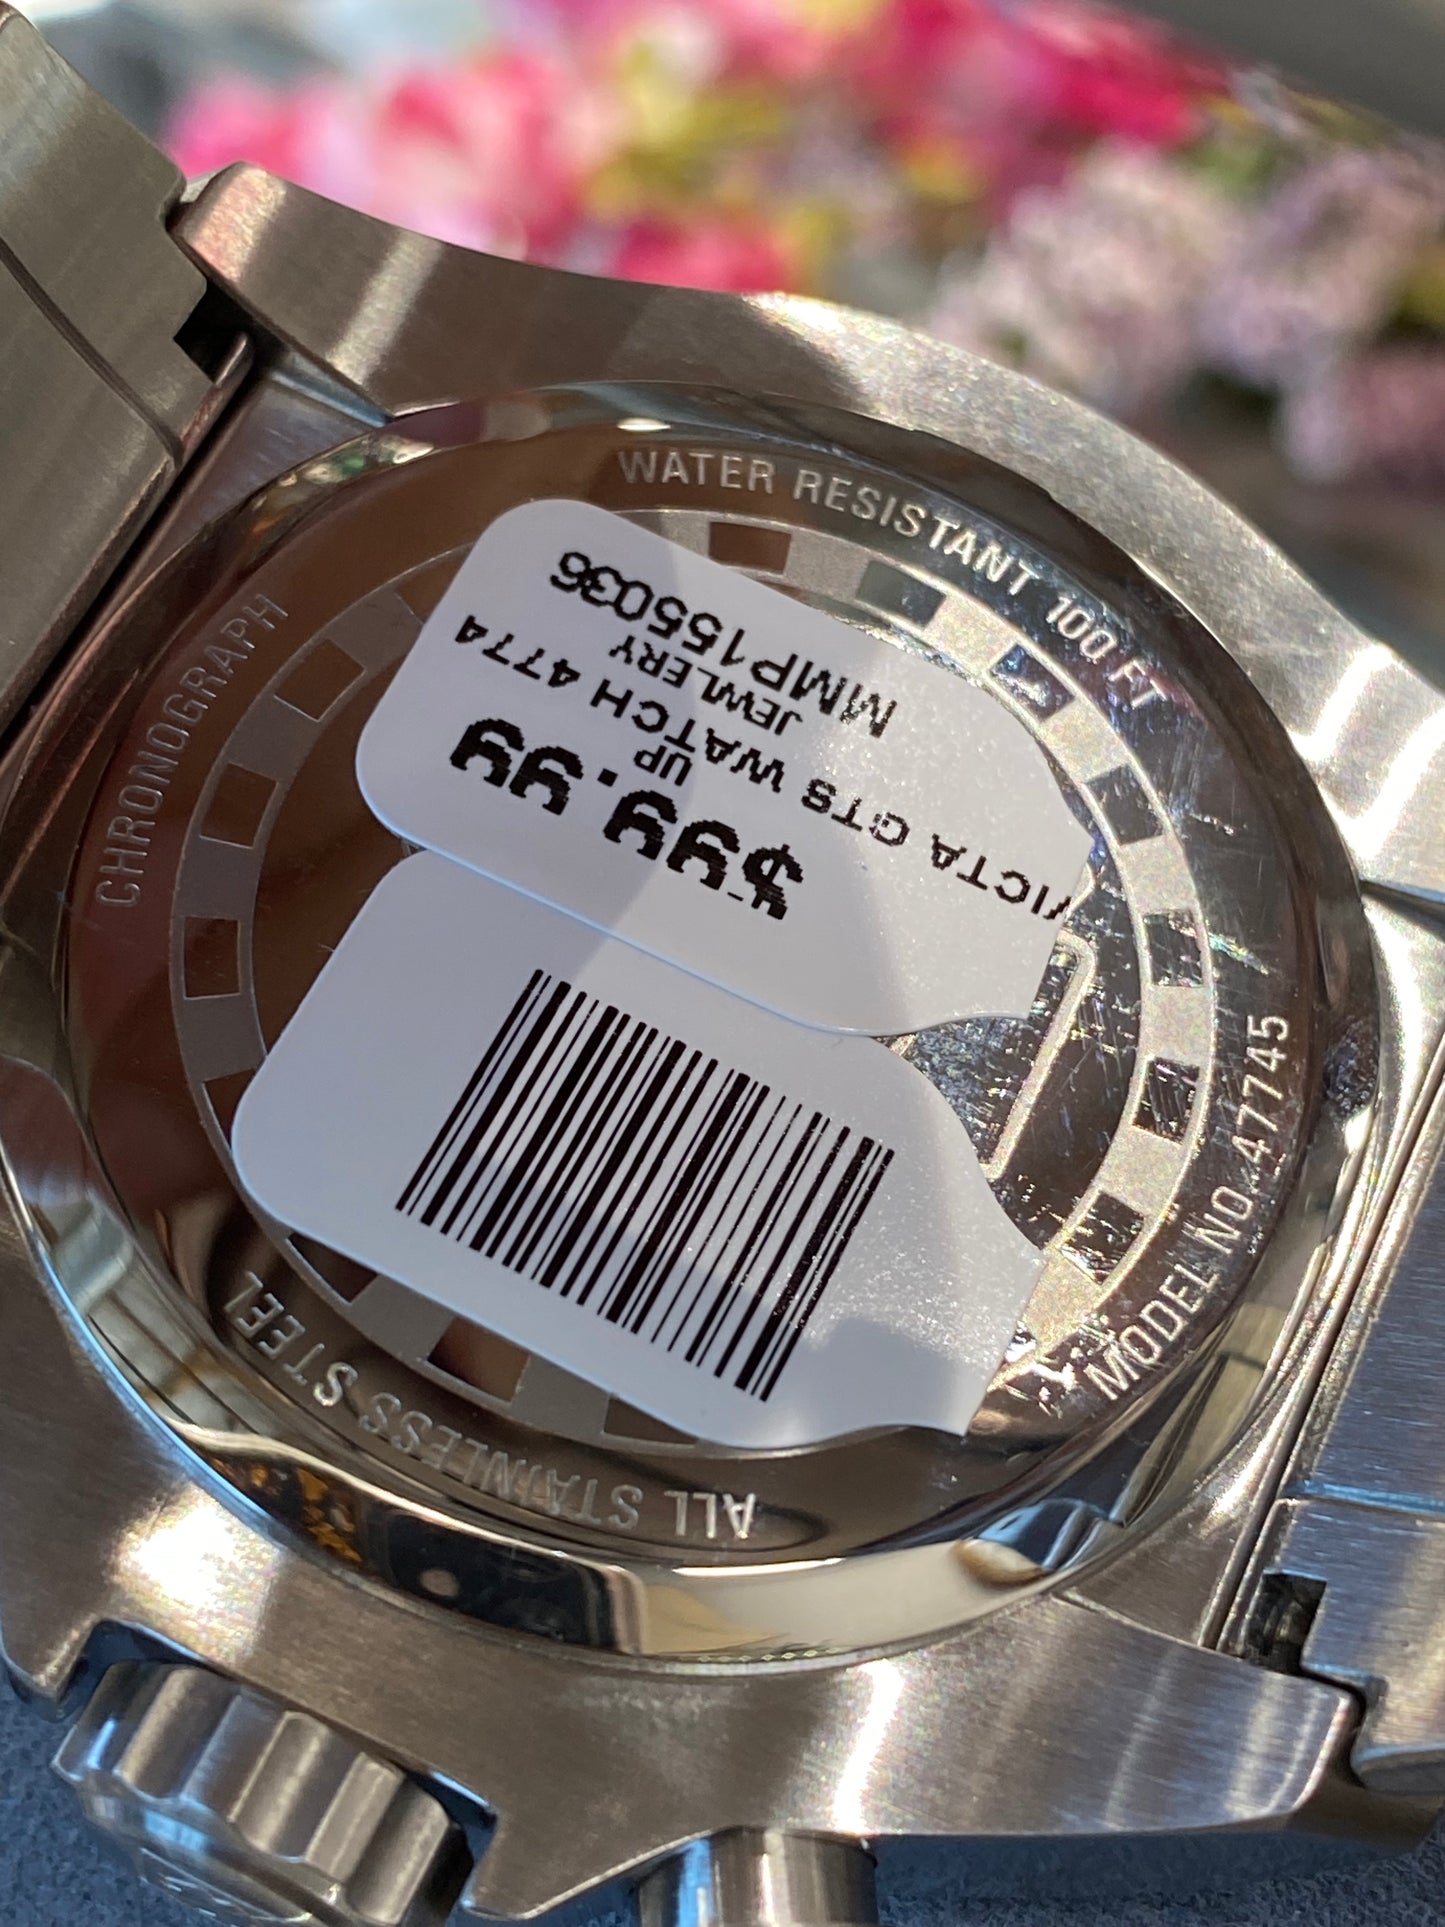 WATER RESISTANT 100 FT
CHRONOGRAPH
MODEL NO.47745
ALL STAINLESS STEEL
$99.99
UP
VICTA GTS WATCH 4774
JEWLERY
MMP155036